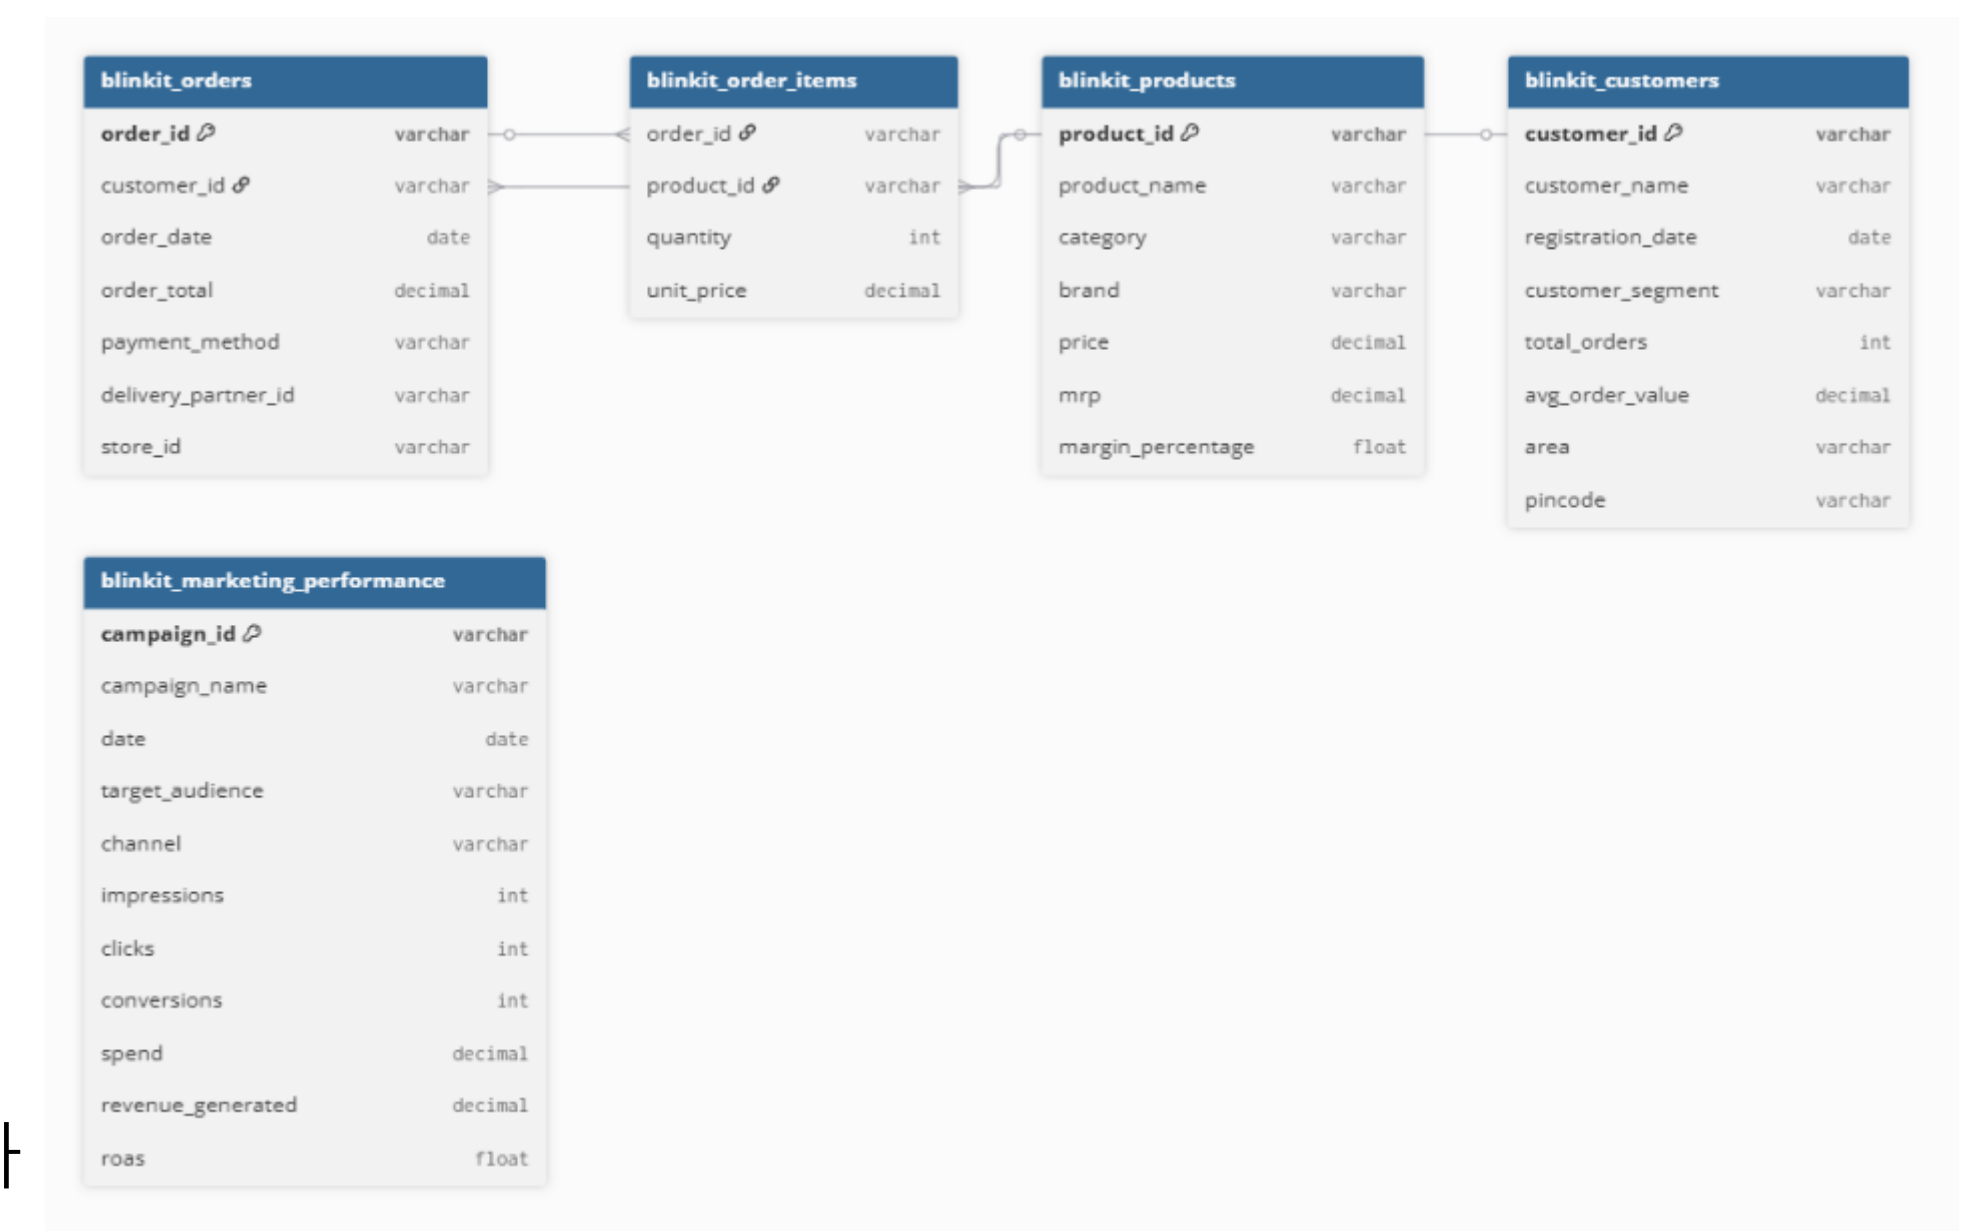 blinkit_orders
order_id varchar
customer_id varchar
order_date date
order_total decimal
payment_method varchar
delivery_partner_id varchar
store_id varchar
blinkit_order_items
order_id varchar
product_id varchar
quantity int
unit_price decimal
blinkit_products
product_id varchar
product_name varchar
category varchar
brand varchar
price decimal
mrp decimal
margin_percentage float
blinkit_customers
customer_id varchar
customer_name varchar
registration_date date
customer_segment varchar
total_orders int
avg_order_value decimal
area varchar
pincode varchar
blinkit_marketing_performance
campaign_id varchar
campaign_name varchar
date date
target_audience varchar
channel varchar
impressions int
clicks int
conversions int
spend decimal
revenue_generated decimal
roas float